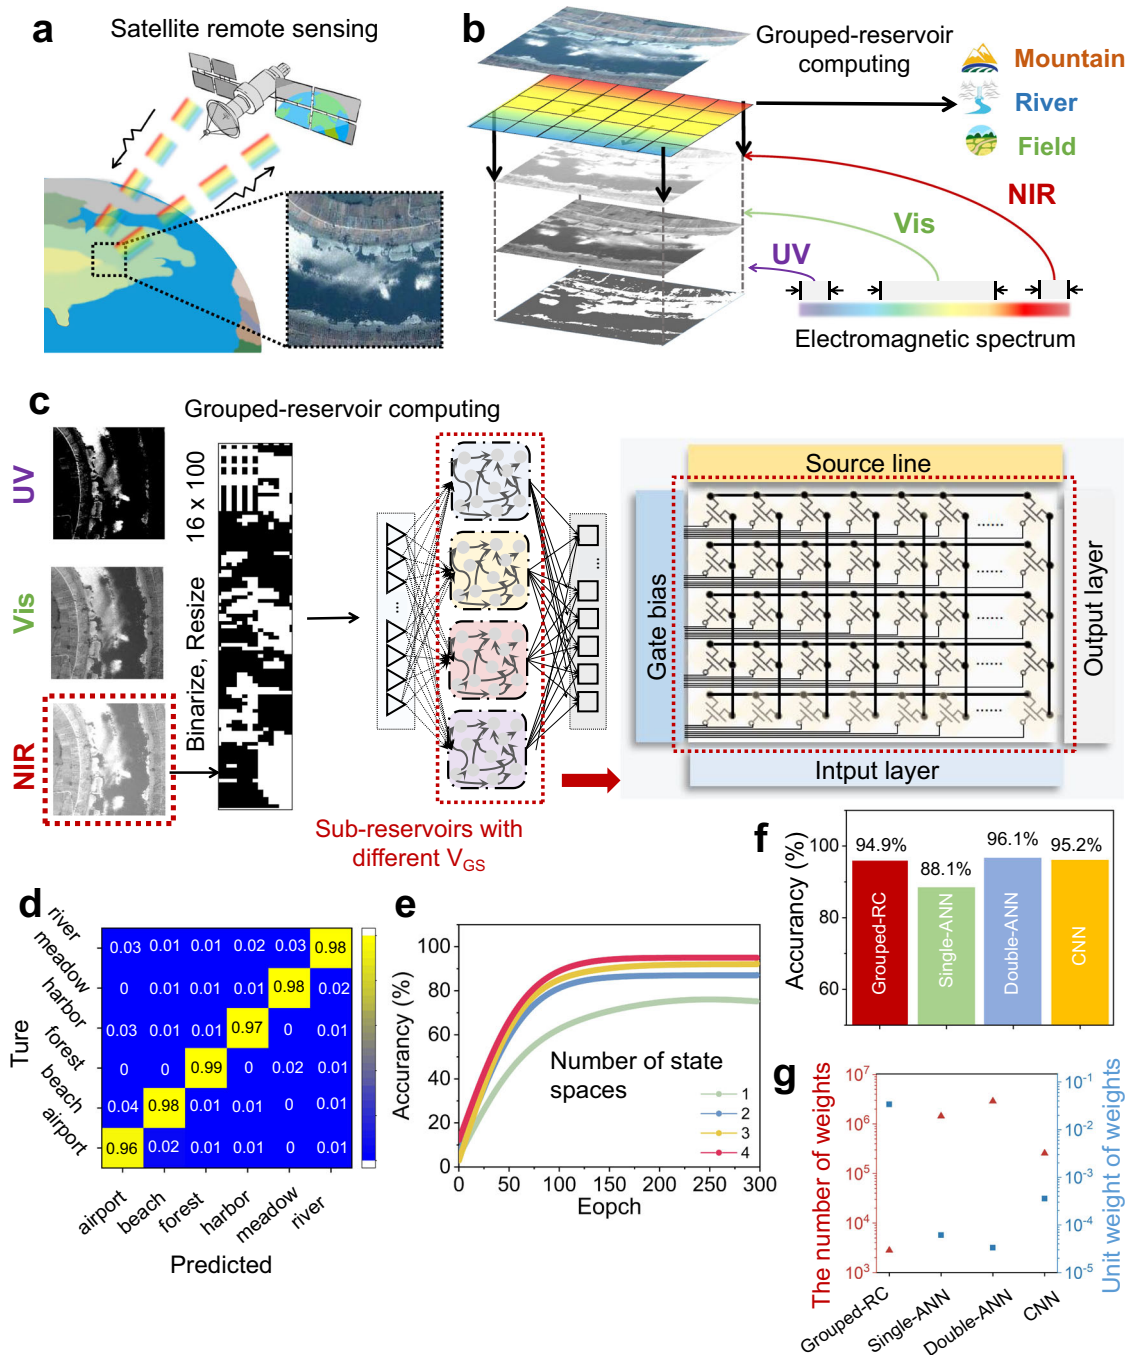 a
Satellite remote sensing
b
Grouped-reservoir
computing
Mountain
River
Field
NIR
Vis
UV
Electromagnetic spectrum
c
Grouped-reservoir computing
UV
Vis
NIR
Binarize, Resize 16 x 100
...
...
Sub-reservoirs with
different VGS
Source line
Gate bias
Output layer
Intput layer
......
......
......
......
......
d
Ture
river
meadow
harbor
forest
beach
airport
0.03 0.01 0.01 0.02 0.03 0.98
0 0.01 0.01 0.01 0.98 0.02
0.03 0.01 0.01 0.97 0 0.01
0 0 0.99 0 0.02 0.01
0.04 0.98 0.01 0.01 0 0.01
0.96 0.02 0.01 0.01 0 0.01
airport
beach
forest
harbor
meadow
river
Predicted
e
Accuracy (%)
100
80
60
40
20
0
Number of state
spaces
1
2
3
4
0 50 100 150 200 250 300
Eopch
f
Accurancy (%)
100
80
60
94.9%
88.1%
96.1%
95.2%
Grouped-RC
Single-ANN
Double-ANN
CNN
g
The number of weights
10^7
10^6
10^5
10^4
10^3
10^-1
10^-2
10^-3
10^-4
10^-5
Unit weight of weights
Grouped-RC
Single-ANN
Double-ANN
CNN